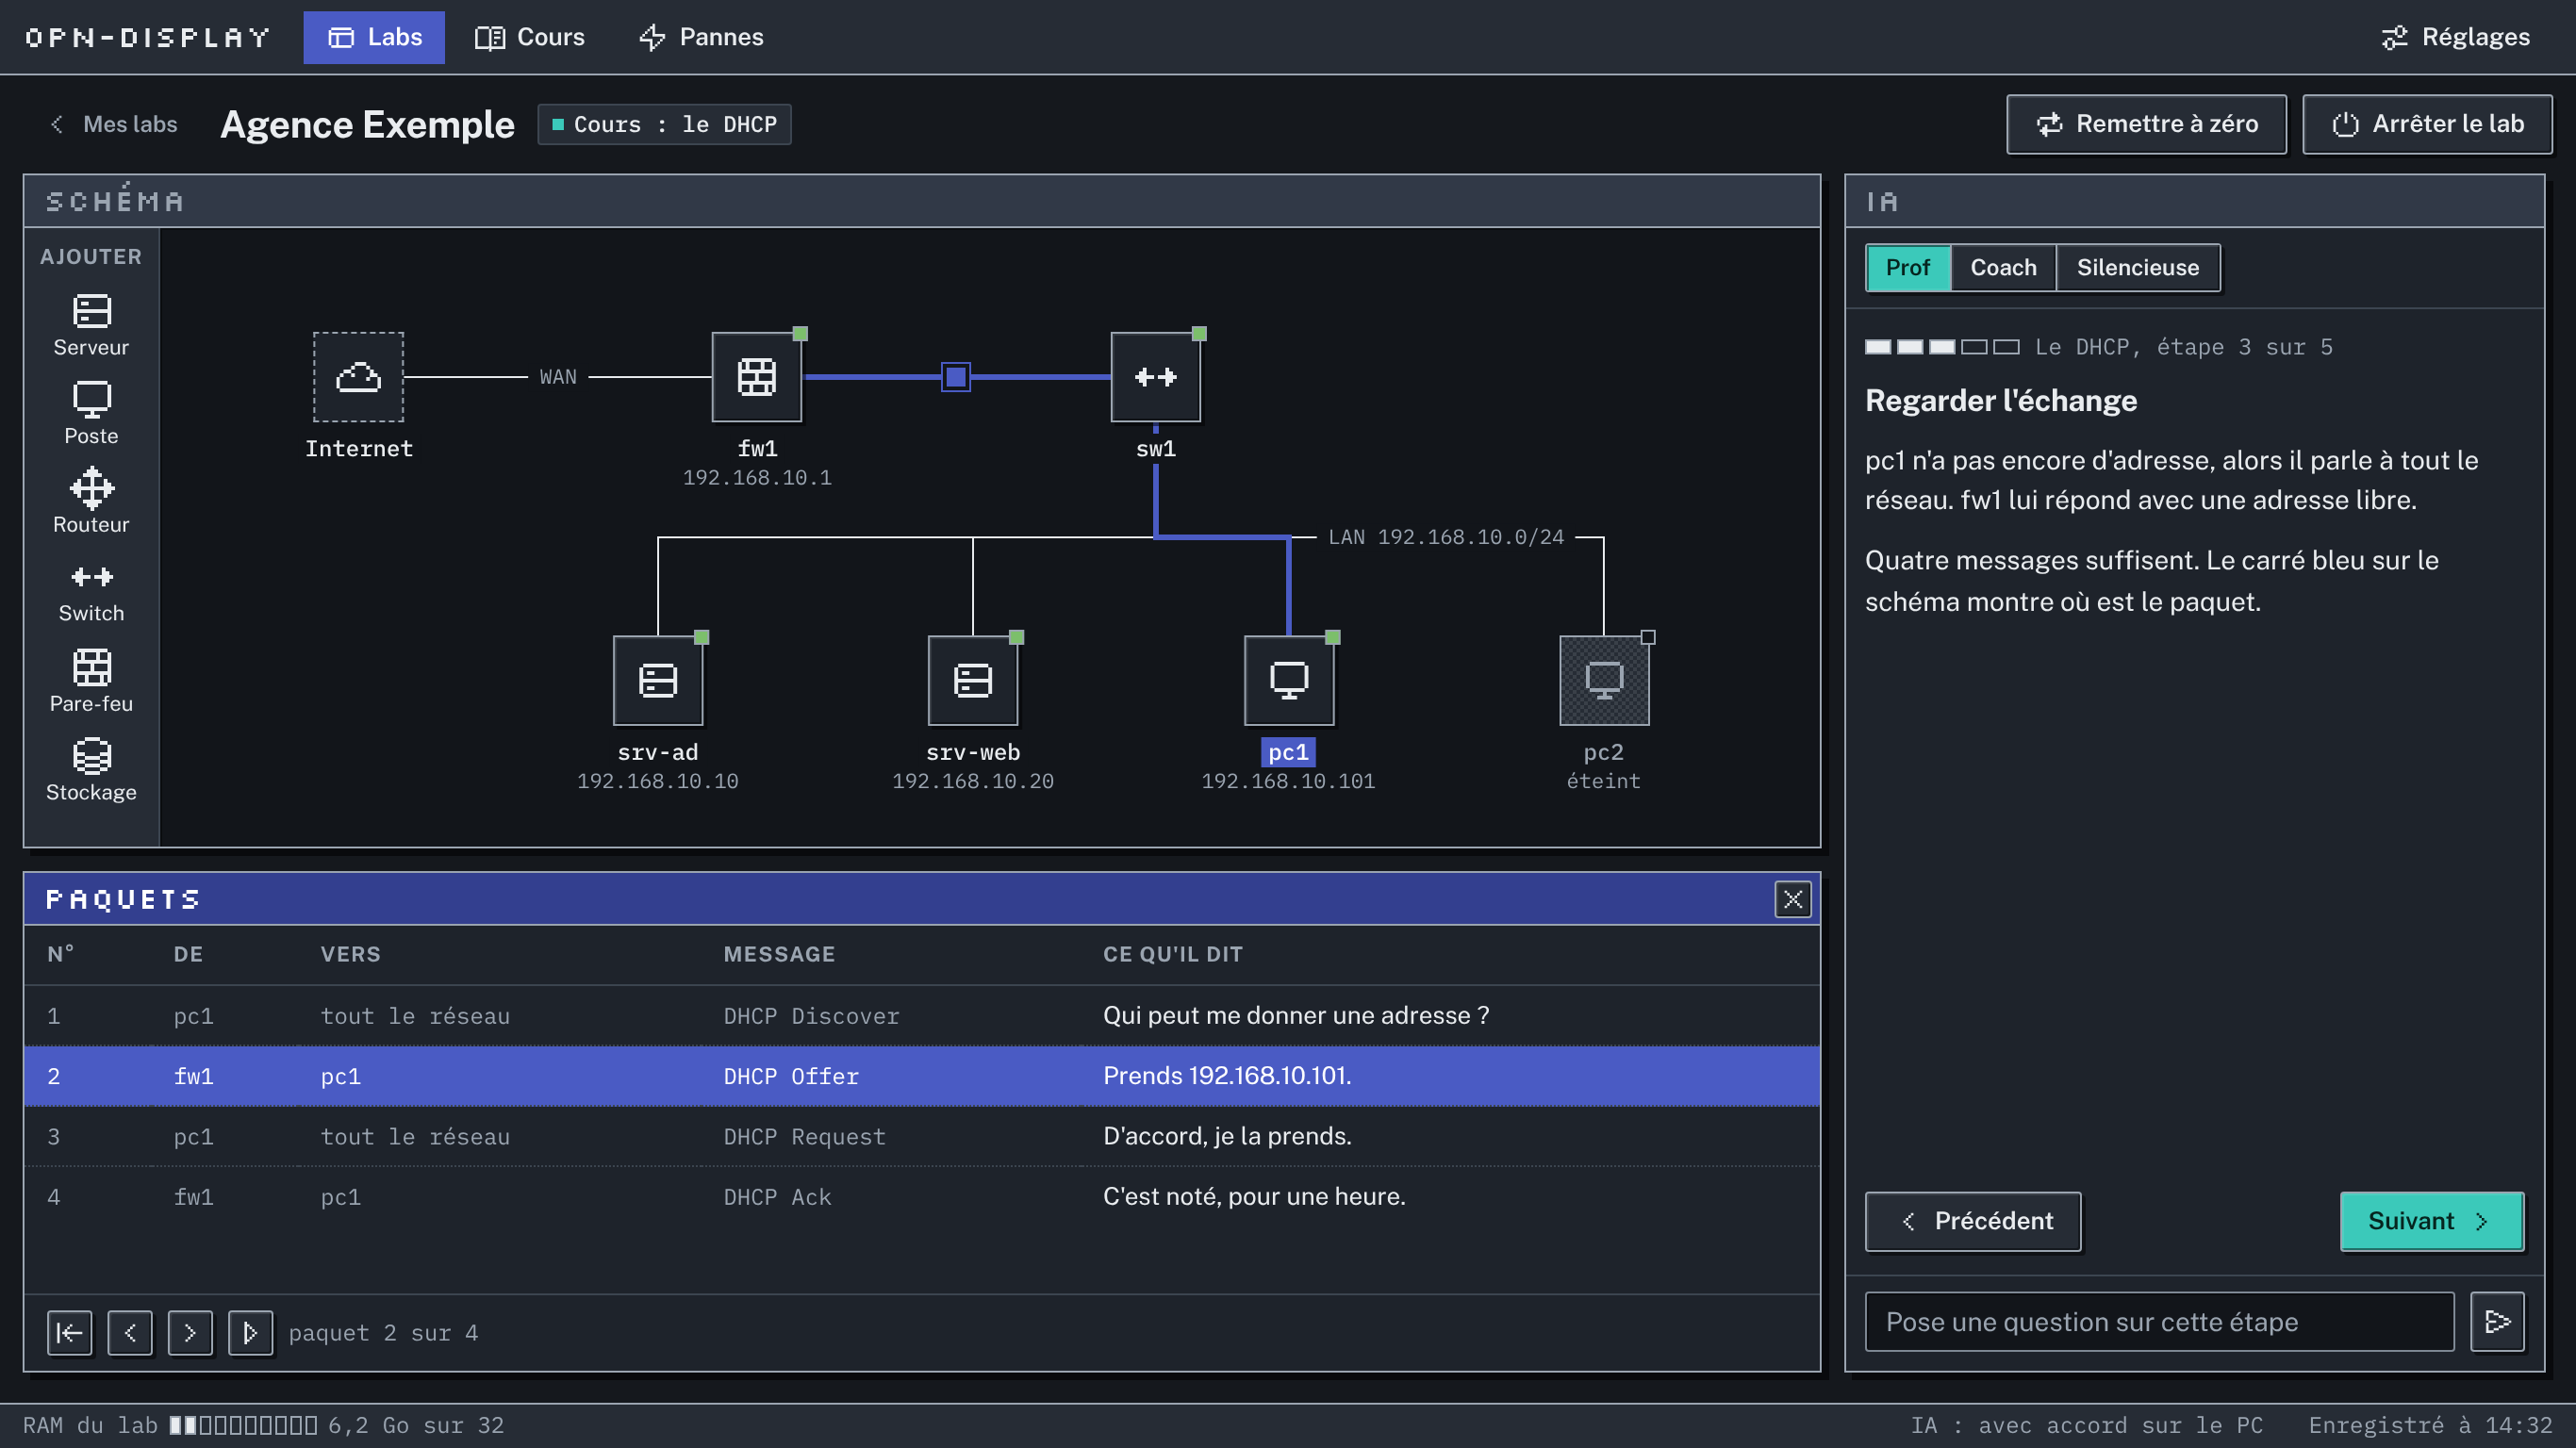 OPN-DISPLAY
Labs
Cours
Pannes
Réglages
Mes labs
Agence Exemple
Cours : le DHCP
Remettre à zéro
Arrêter le lab
SCHÉMA
AJOUTER
Serveur
Poste
Routeur
Switch
Pare-feu
Stockage
WAN
Internet
fw1
192.168.10.1
sw1
LAN 192.168.10.0/24
srv-ad
192.168.10.10
srv-web
192.168.10.20
pc1
192.168.10.101
pc2
éteint
PAQUETS
N° DE VERS MESSAGE CE QU'IL DIT
1 pc1 tout le réseau DHCP Discover Qui peut me donner une adresse ?
2 fw1 pc1 DHCP Offer Prends 192.168.10.101.
3 pc1 tout le réseau DHCP Request D'accord, je la prends.
4 fw1 pc1 DHCP Ack C'est noté, pour une heure.
paquet 2 sur 4
IA
Prof
Coach
Silencieuse
Le DHCP, étape 3 sur 5
Regarder l'échange
pc1 n'a pas encore d'adresse, alors il parle à tout le
réseau. fw1 lui répond avec une adresse libre.
Quatre messages suffisent. Le carré bleu sur le
schéma montre où est le paquet.
Précédent
Suivant
Pose une question sur cette étape
RAM du lab 6,2 Go sur 32
IA : avec accord sur le PC
Enregistré à 14:32